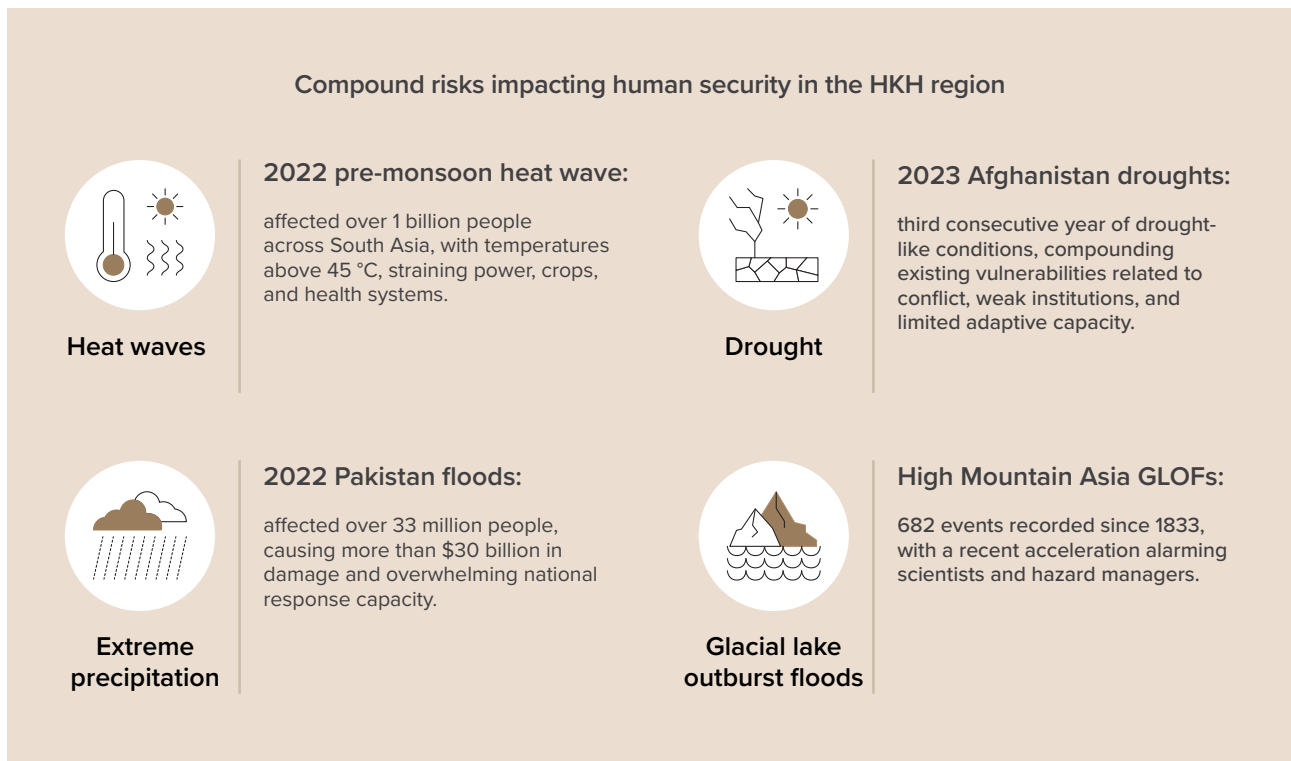 Compound risks impacting human security in the HKH region
Heat waves
2022 pre-monsoon heat wave:
affected over 1 billion people
across South Asia, with temperatures
above 45 °C, straining power, crops,
and health systems.
Drought
2023 Afghanistan droughts:
third consecutive year of drought-
like conditions, compounding
existing vulnerabilities related to
conflict, weak institutions, and
limited adaptive capacity.
Extreme
precipitation
2022 Pakistan floods:
affected over 33 million people,
causing more than $30 billion in
damage and overwhelming national
response capacity.
Glacial lake
outburst floods
High Mountain Asia GLOFs:
682 events recorded since 1833,
with a recent acceleration alarming
scientists and hazard managers.